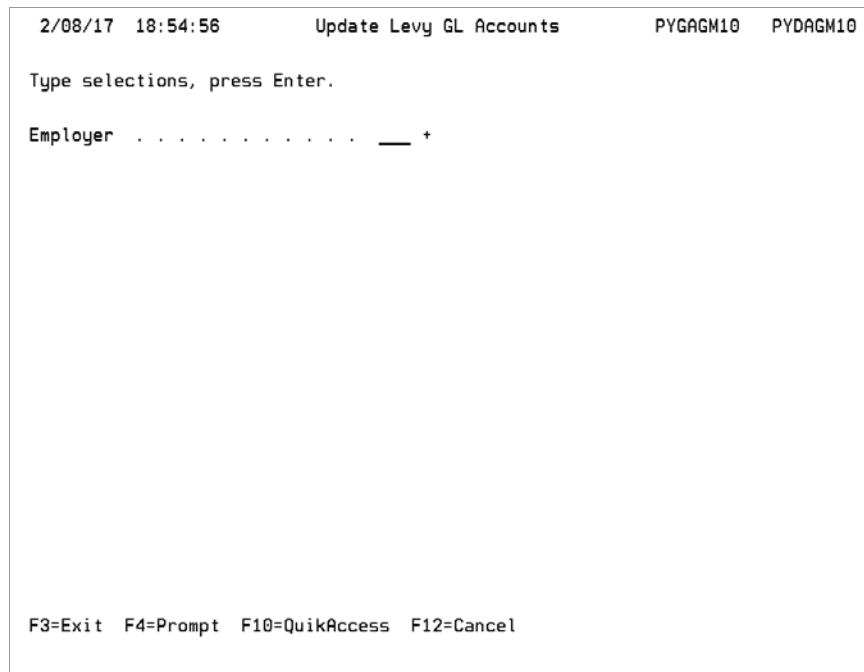 2/08/17 18:54:56 Update Levy GL Accounts PYGAGM10 PYDAGM10
Type selections, press Enter.
Employer . . . . . . . . . . . ___ +
F3=Exit F4=Prompt F10=QuikAccess F12=Cancel